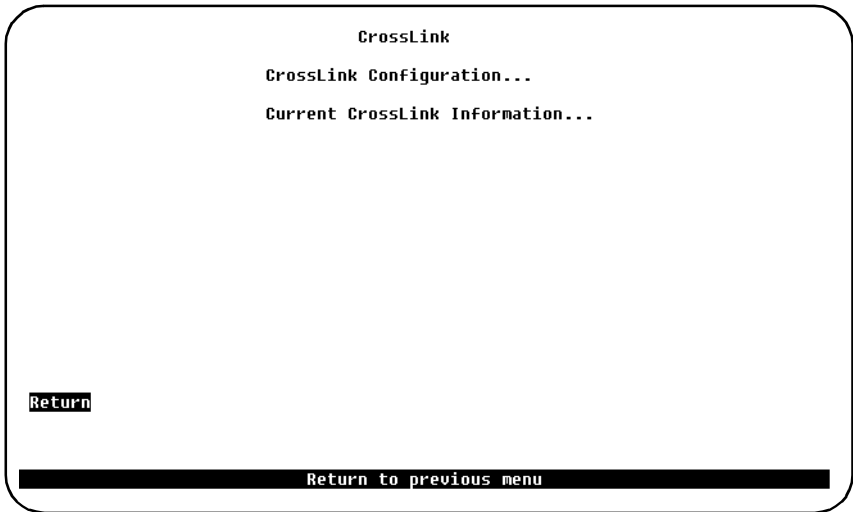 CrossLink
CrossLink Configuration...
Current CrossLink Information...
Return
Return to previous menu